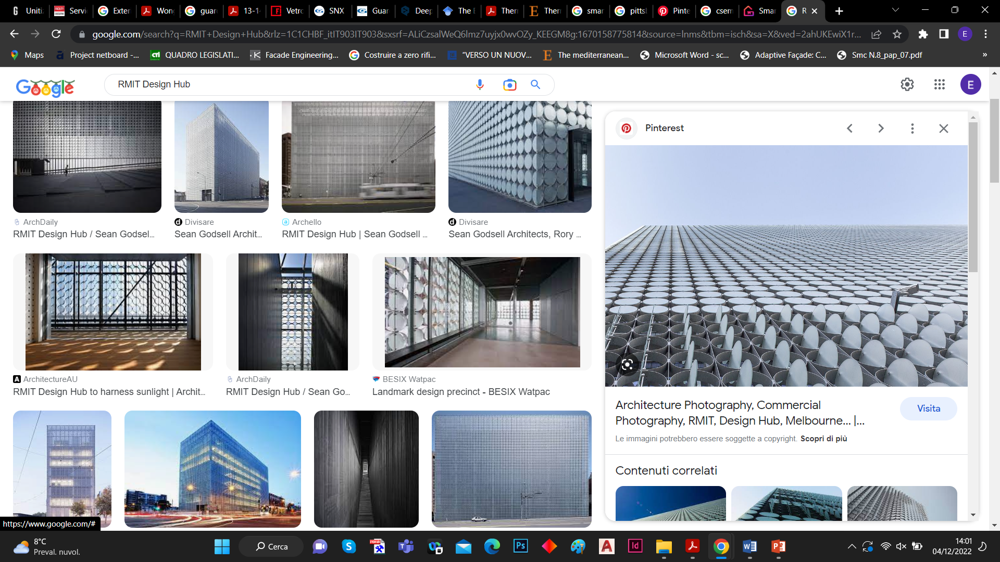 Uniti
Servi
Exter
Won
guar
13-1
Vetro
SNX
Guar
Deep
The E
Therr
Therr
smar
pittsl
Pinte
csem
Smar
R
google.com/search?q=RMIT+Design+Hub&rlz=1C1CHBF_itIT903IT903&sxsrf=ALiCzsalWeQ6lmz7uyjx0wvOZy_KEEGM8g:1670158775814&source=lnms&tbm=isch&sa=X&ved=2ahUKEwiX1r...
E
Maps
Project netboard -...
QUADRO LEGISLATI...
Facade Engineering...
Costruire a zero rifi...
“VERSO UN NUOV...
The mediterranean...
Microsoft Word - sc...
Adaptive Façade: C...
Smc N.8_pap_07.pdf
»
Google
RMIT Design Hub
E
Pinterest
ArchDaily
RMIT Design Hub / Sean Godsel...
Divisare
Sean Godsell Archit...
Archello
RMIT Design Hub | Sean Godsell ...
Divisare
Sean Godsell Architects, Rory ...
ArchitectureAU
RMIT Design Hub to harness sunlight | Archit...
ArchDaily
RMIT Design Hub / Sean Go...
BESIX Watpac
Landmark design precinct - BESIX Watpac
Architecture Photography, Commercial
Photography, RMIT, Design Hub, Melbourne... |...
Visita
Le immagini potrebbero essere soggette a copyright. Scopri di più
Contenuti correlati
https://www.google.com/#
8°C
Preval. nuvol.
Cerca
14:01
04/12/2022